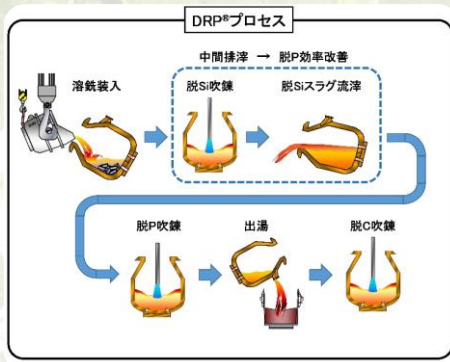 DRP®プロセス
中間排滓 → 脱P効率改善
溶銑装入
脱Si吹錬
脱Siスラグ流滓
脱P吹錬
出湯
脱C吹錬